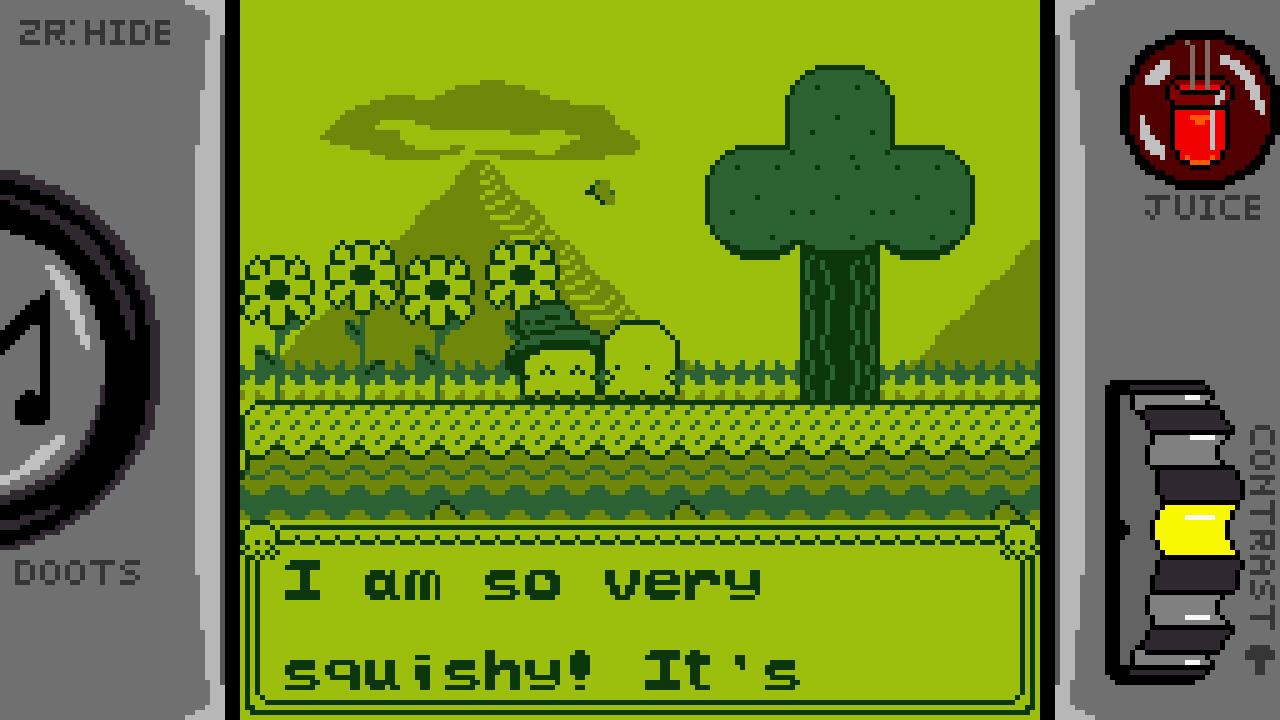 ZR:HIDE
JUICE
DOOTS
CONTRAST
I am so very
squishy! It's